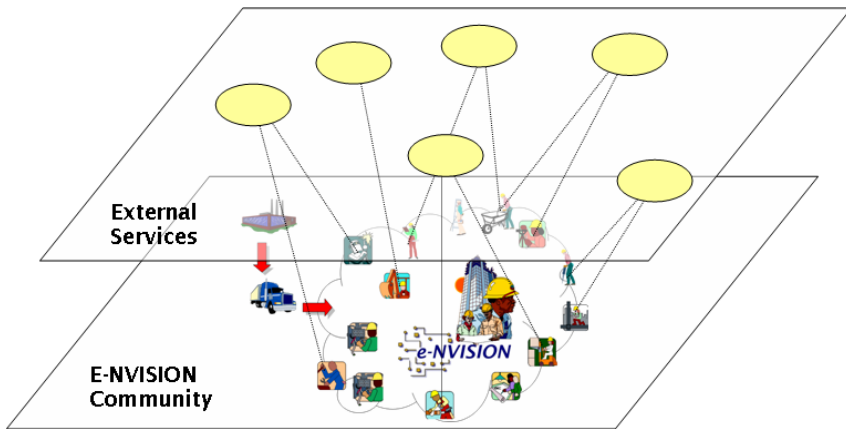 External
Services
e-NVISION
E-NVISION
Community